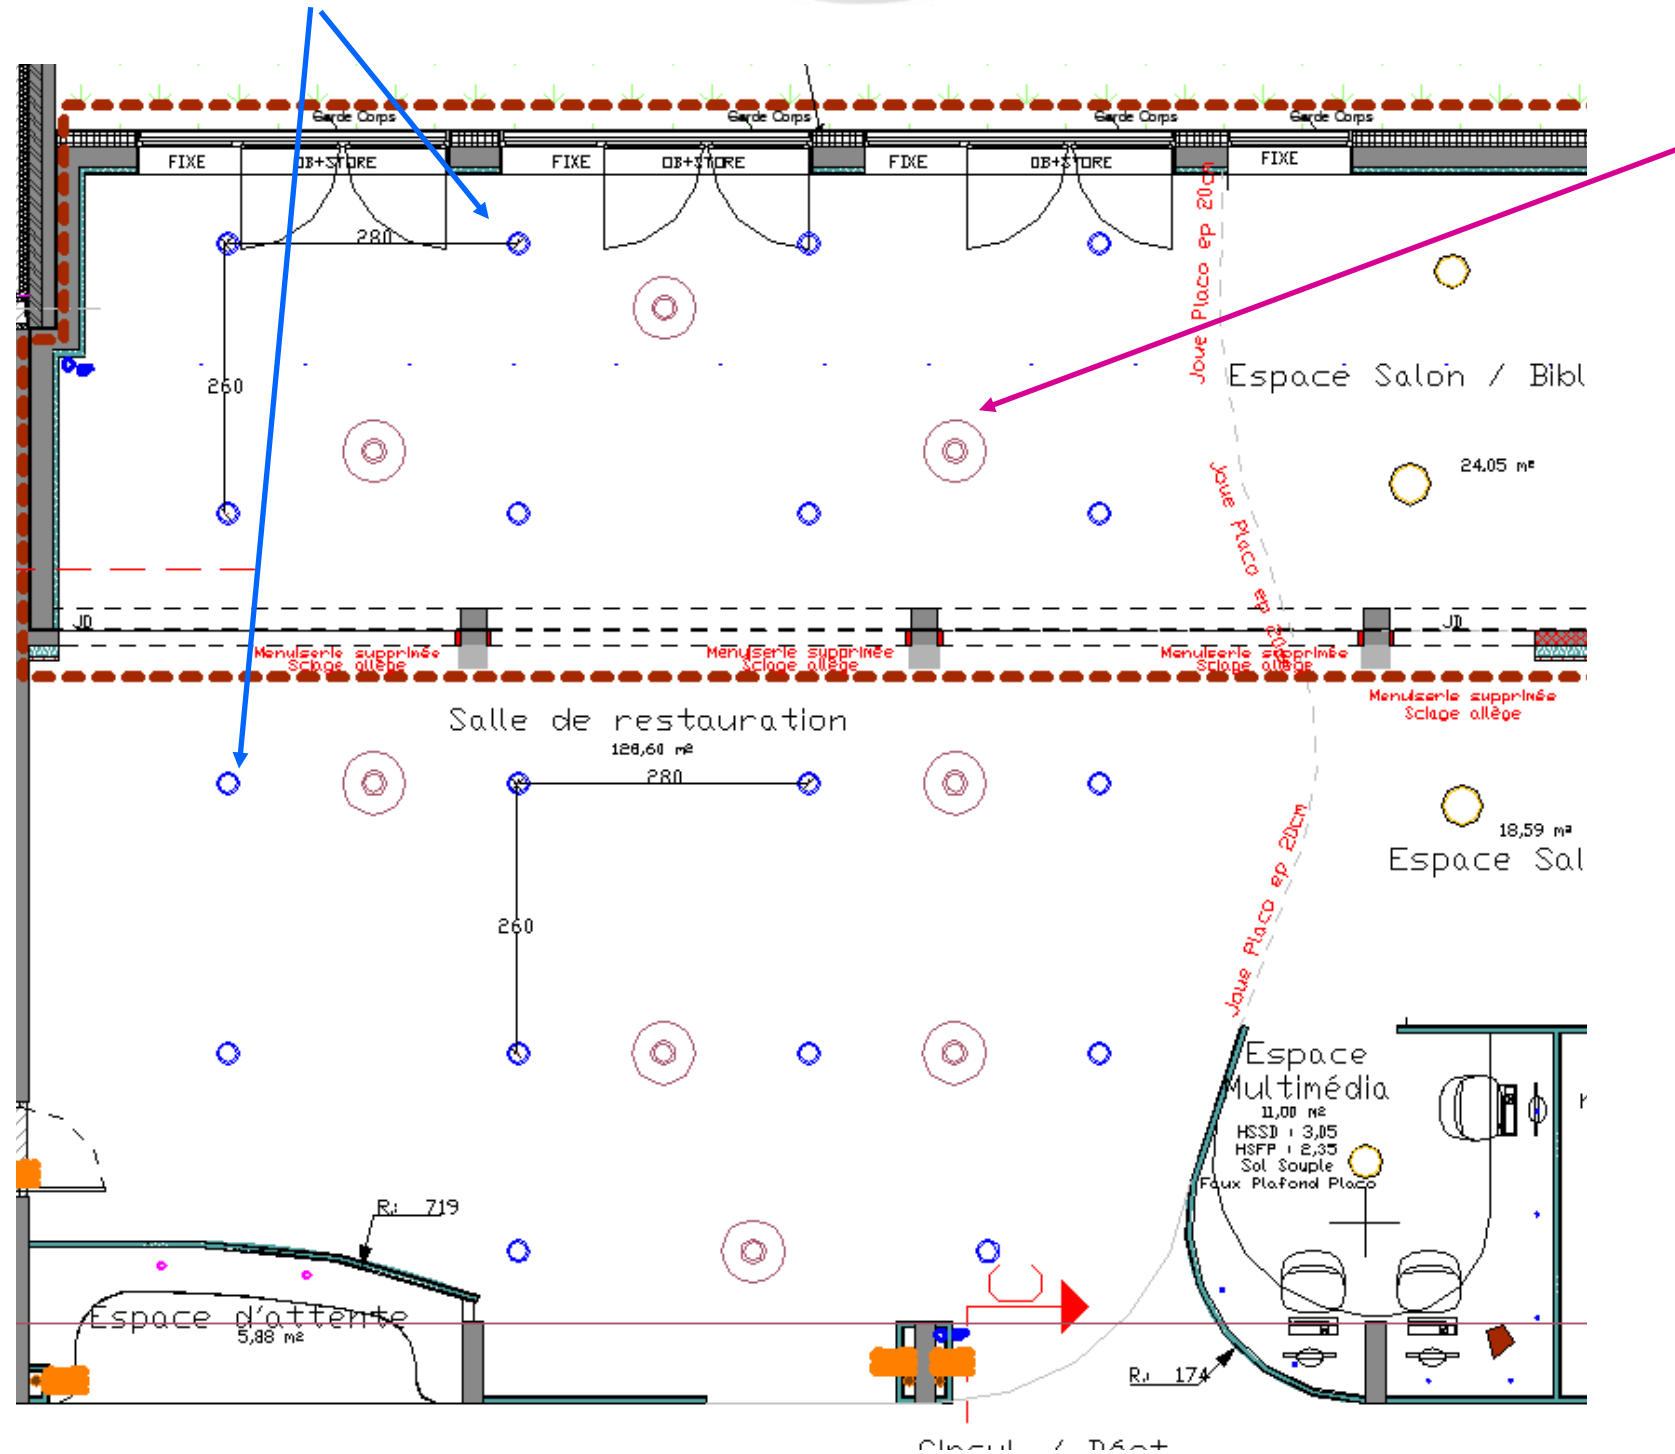 Garde Corps
Garde Corps
Garde Corps
Garde Corps
FIXE
OB+STORE
FIXE
OB+STORE
FIXE
OB+STORE
FIXE
280
Joue Placo ep 20cm
260
Espace Salon / Bibl
24,05 m²
Joue Placo ep 20cm
JD
JD
Menuiserie supprimée
Sciage allège
Menuiserie supprimée
Sciage allège
Menuiserie supprimée
Sciage allège
Menuiserie supprimée
Sciage allège
Salle de restauration
128,60 m²
280
18,59 m²
Espace Sal
Joue Placo ep 20cm
260
Espace
Multimédia
11,00 m²
HSSD : 3,05
HSFP : 2,35
Sol Souple
Faux Plafond Placo
R.: 719
Espace d'attente
5,88 m²
R.: 174